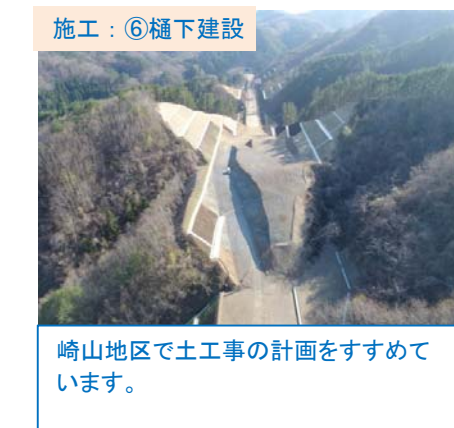 施工：⑥樋下建設
崎山地区で土工事の計画をすすめて
います。